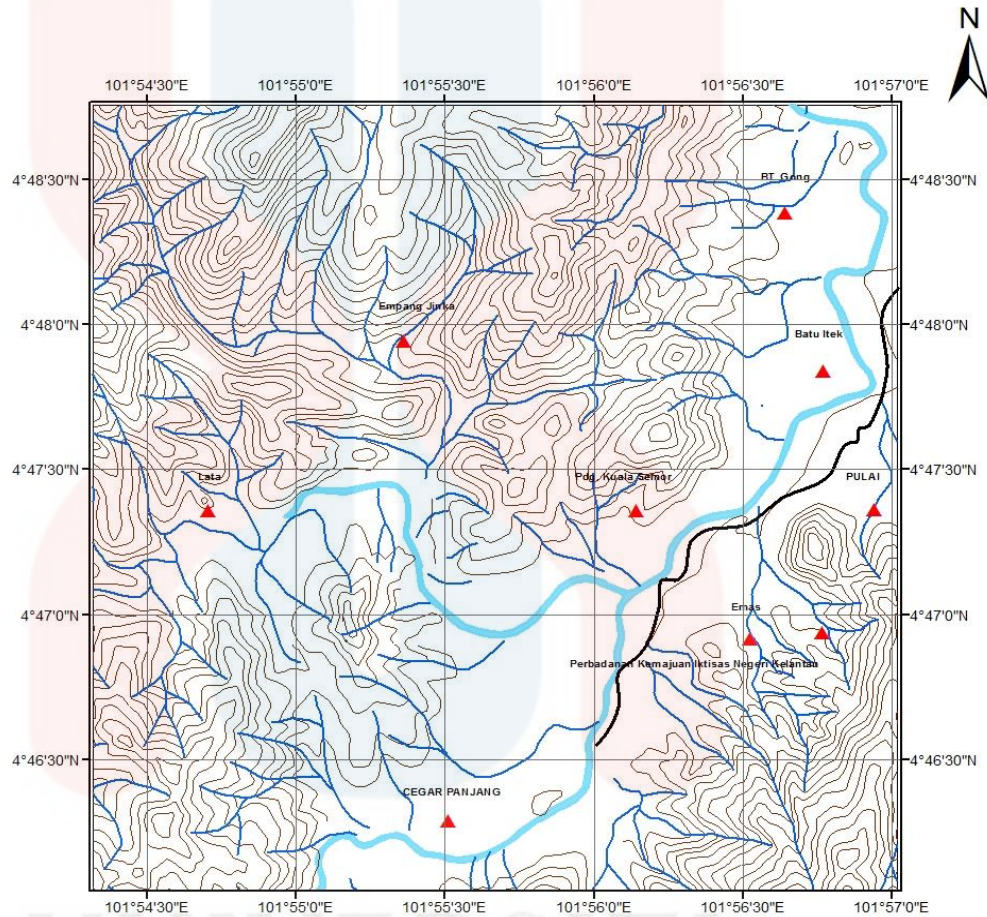 N
101°54'30"E 101°55'0"E 101°55'30"E 101°56'0"E 101°56'30"E 101°57'0"E
4°48'30"N 4°48'30"N
RT. Gong
Empang Jinka
4°48'0"N 4°48'0"N
Batu Itek
4°47'30"N 4°47'30"N
Lata
Pdg. Kuala Semor
PULAI
4°47'0"N 4°47'0"N
Emas
Perbadanan Kemajuan Iktisas Negeri Kelantan
4°46'30"N 4°46'30"N
CEGAR PANJANG
101°54'30"E 101°55'0"E 101°55'30"E 101°56'0"E 101°56'30"E 101°57'0"E